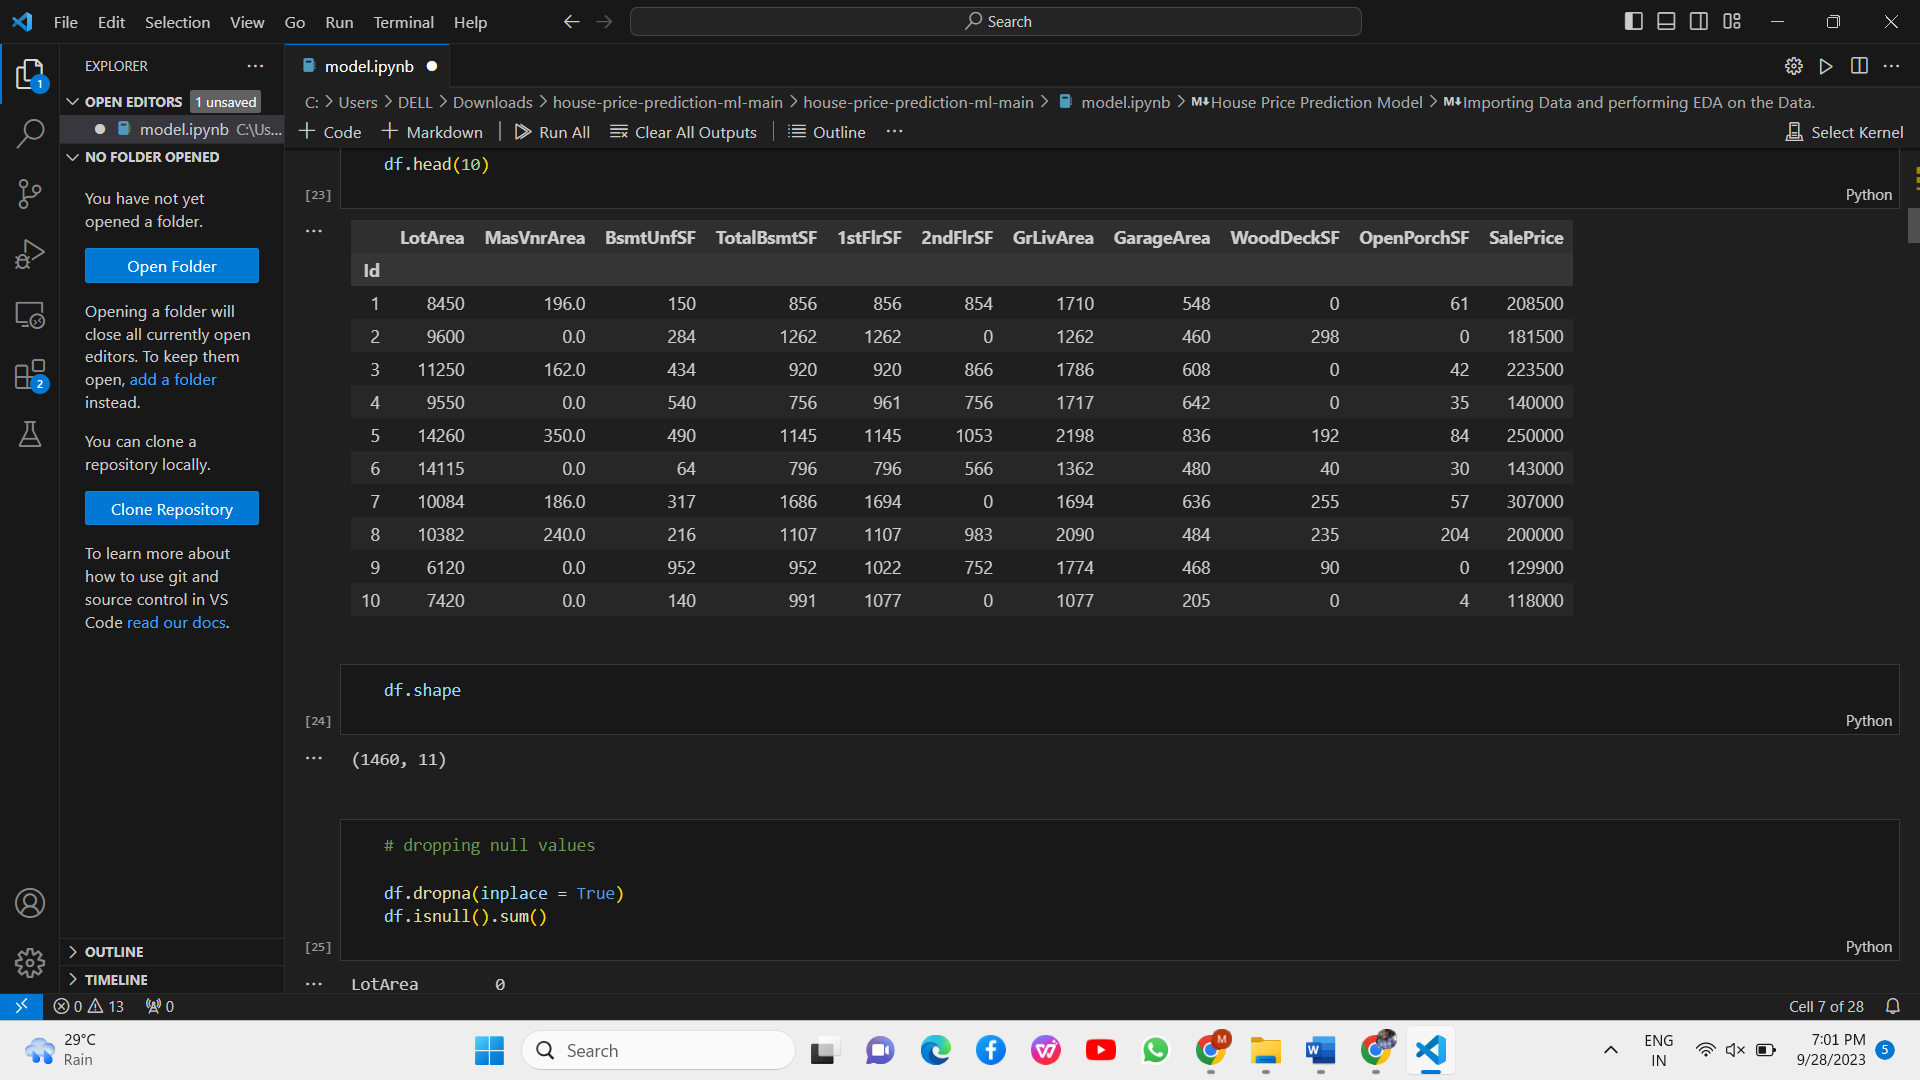 File Edit Selection View Go Run Terminal Help Search
EXPLORER
OPEN EDITORS 1 unsaved
model.ipynb C:\Us...
NO FOLDER OPENED
You have not yet
opened a folder.
Open Folder
Opening a folder will
close all currently open
editors. To keep them
open, add a folder
instead.
You can clone a
repository locally.
Clone Repository
To learn more about
how to use git and
source control in VS
Code read our docs.
OUTLINE
TIMELINE
1
2
model.ipynb
C: > Users > DELL > Downloads > house-price-prediction-ml-main > house-price-prediction-ml-main > model.ipynb > M↓House Price Prediction Model > M↓Importing Data and performing EDA on the Data.
+ Code + Markdown | Run All Clear All Outputs | Outline ... Select Kernel
df.head(10)
[23] Python
LotArea MasVnrArea BsmtUnfSF TotalBsmtSF 1stFlrSF 2ndFlrSF GrLivArea GarageArea WoodDeckSF OpenPorchSF SalePrice
Id
1 8450 196.0 150 856 856 854 1710 548 0 61 208500
2 9600 0.0 284 1262 1262 0 1262 460 298 0 181500
3 11250 162.0 434 920 920 866 1786 608 0 42 223500
4 9550 0.0 540 756 961 756 1717 642 0 35 140000
5 14260 350.0 490 1145 1145 1053 2198 836 192 84 250000
6 14115 0.0 64 796 796 566 1362 480 40 30 143000
7 10084 186.0 317 1686 1694 0 1694 636 255 57 307000
8 10382 240.0 216 1107 1107 983 2090 484 235 204 200000
9 6120 0.0 952 952 1022 752 1774 468 90 0 129900
10 7420 0.0 140 991 1077 0 1077 205 0 4 118000
df.shape
[24] Python
(1460, 11)
# dropping null values
df.dropna(inplace = True)
df.isnull().sum()
[25] Python
LotArea 0
0 13 0 Cell 7 of 28
29°C
Rain
Search
M
W
ENG
IN
7:01 PM
9/28/2023
5